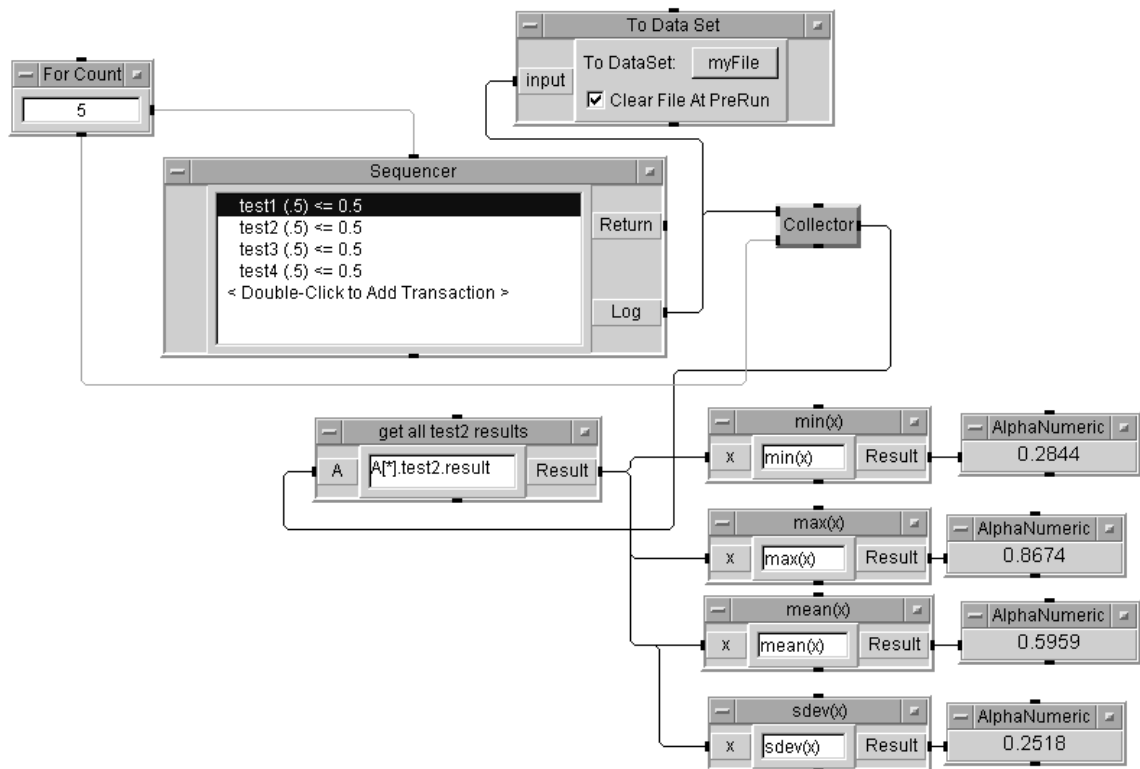 To Data Set
To DataSet: myFile
input
Clear File At PreRun
For Count
5
Sequencer
test1 (.5) <= 0.5
test2 (.5) <= 0.5
test3 (.5) <= 0.5
test4 (.5) <= 0.5
< Double-Click to Add Transaction >
Return
Log
Collector
get all test2 results
A
A[*].test2.result
Result
min(x)
x
min(x)
Result
AlphaNumeric
0.2844
max(x)
x
max(x)
Result
AlphaNumeric
0.8674
mean(x)
x
mean(x)
Result
AlphaNumeric
0.5959
sdev(x)
x
sdev(x)
Result
AlphaNumeric
0.2518